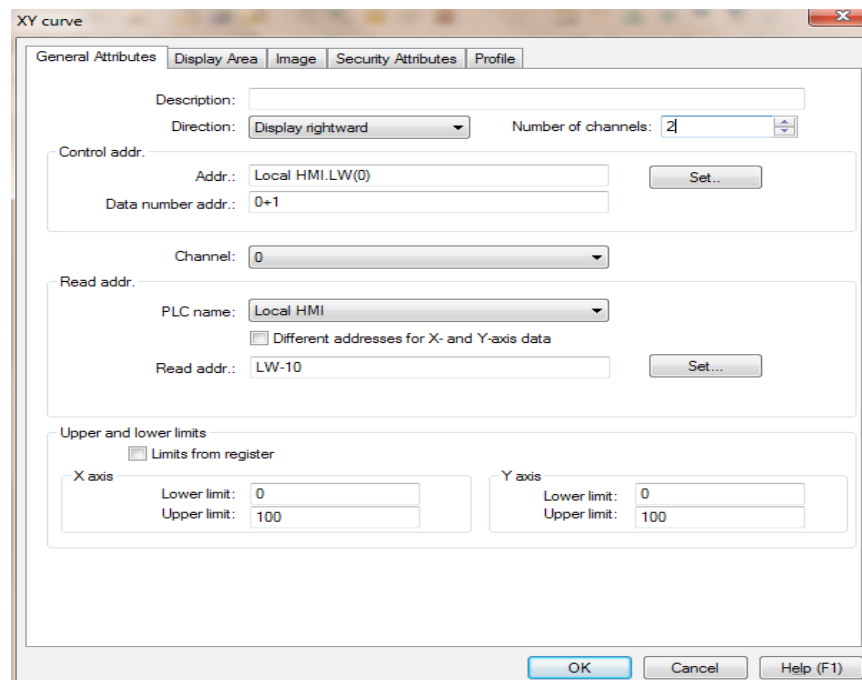 XY curve
General Attributes Display Area Image Security Attributes Profile
Description:
Direction: Display rightward Number of channels: 2
Control addr.
Addr.: Local HMI.LW(0) Set..
Data number addr.: 0+1
Channel: 0
Read addr.
PLC name: Local HMI
Different addresses for X- and Y-axis data
Read addr.: LW-10 Set...
Upper and lower limits
Limits from register
X axis Y axis
Lower limit: 0 Lower limit: 0
Upper limit: 100 Upper limit: 100
OK Cancel Help (F1)